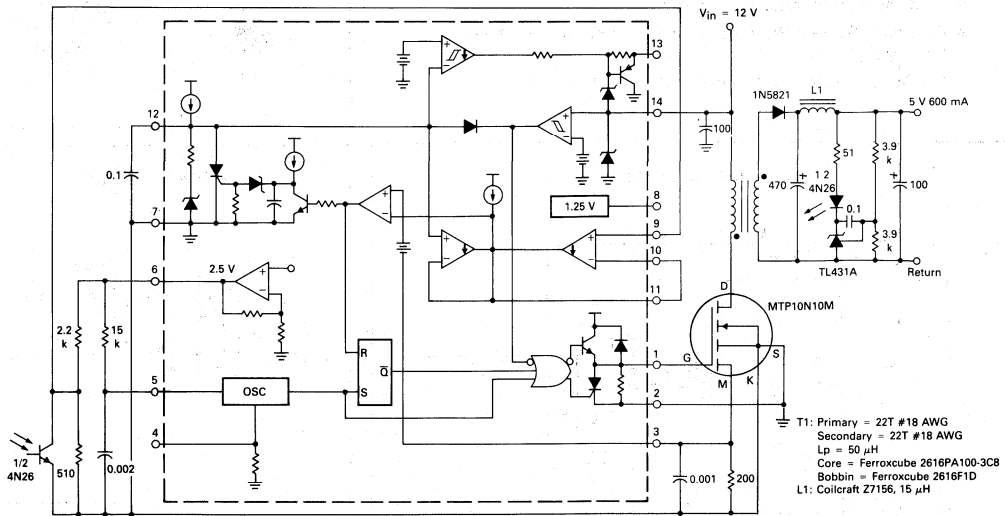 V_in = 12 V
13
1N5821
L1
5 V 600 mA
12
14
100
3.9
k
51
0.1
470
+
1 2
4N26
0.1
+
100
1.25 V
8
7
9
3.9
k
10
6
2.5 V
11
TL431A
Return
D
MTP10N10M
2.2
k
15
k
R
Q̅
S
1
G
S
M
K
5
OSC
2
4
3
1/2
4N26
510
0.002
0.001
200
T1: Primary = 22T #18 AWG
Secondary = 22T #18 AWG
Lp = 50 μH
Core = Ferroxcube 2616PA100-3C8
Bobbin = Ferroxcube 2616F1D
L1: Coilcraft Z7156, 15 μH